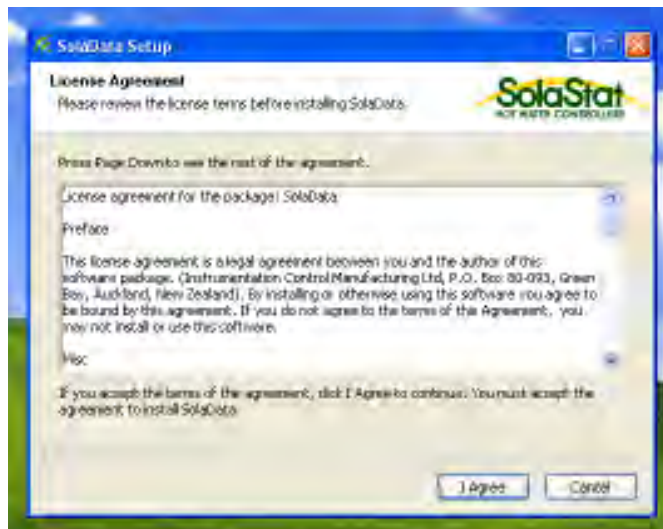 SolaData Setup
License Agreement
Please review the license terms before installing SolaData.
SolaStat
HOT WATER CONTROLLERS
Press Page Down to see the rest of the agreement.
License agreement for the package: SolaData
Preface
This license agreement is a legal agreement between you and the author of this
software package. (Instrumentation Control Manufacturing Ltd, P.O. Box 80-093, Green
Bay, Auckland, New Zealand). By installing or otherwise using this software you agree to
be bound by this agreement. If you do not agree to the terms of this Agreement, you
may not install or use this software.
Misc
If you accept the terms of the agreement, click I Agree to continue. You must accept the
agreement to install SolaData
I Agree
Cancel